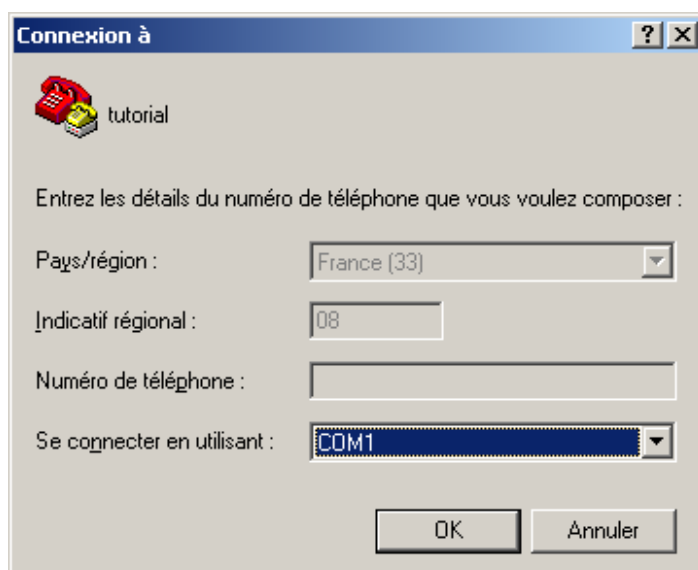 Connexion à
tutorial
Entrez les détails du numéro de téléphone que vous voulez composer :
Pays/région : France (33)
Indicatif régional : 08
Numéro de téléphone :
Se connecter en utilisant : COM1
OK Annuler